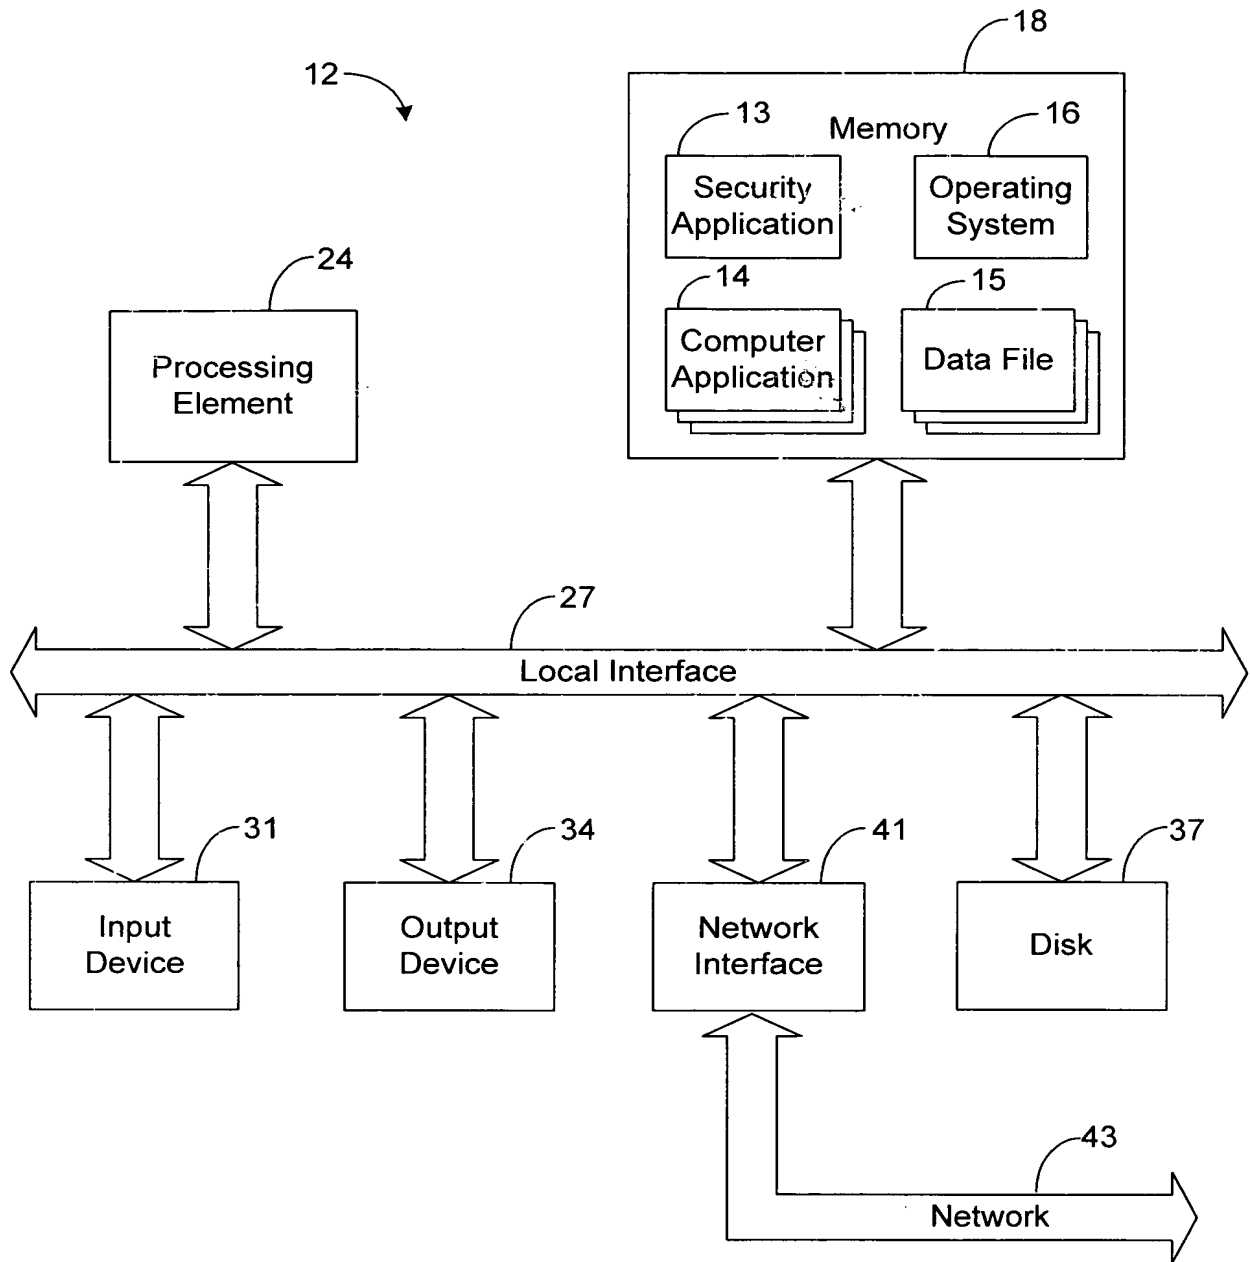 18
12
13
16
Memory
Security
Application
Operating
System
24
14
15
Processing
Element
Computer
Application
Data File
27
Local Interface
31
34
41
37
Input
Device
Output
Device
Network
Interface
Disk
43
Network